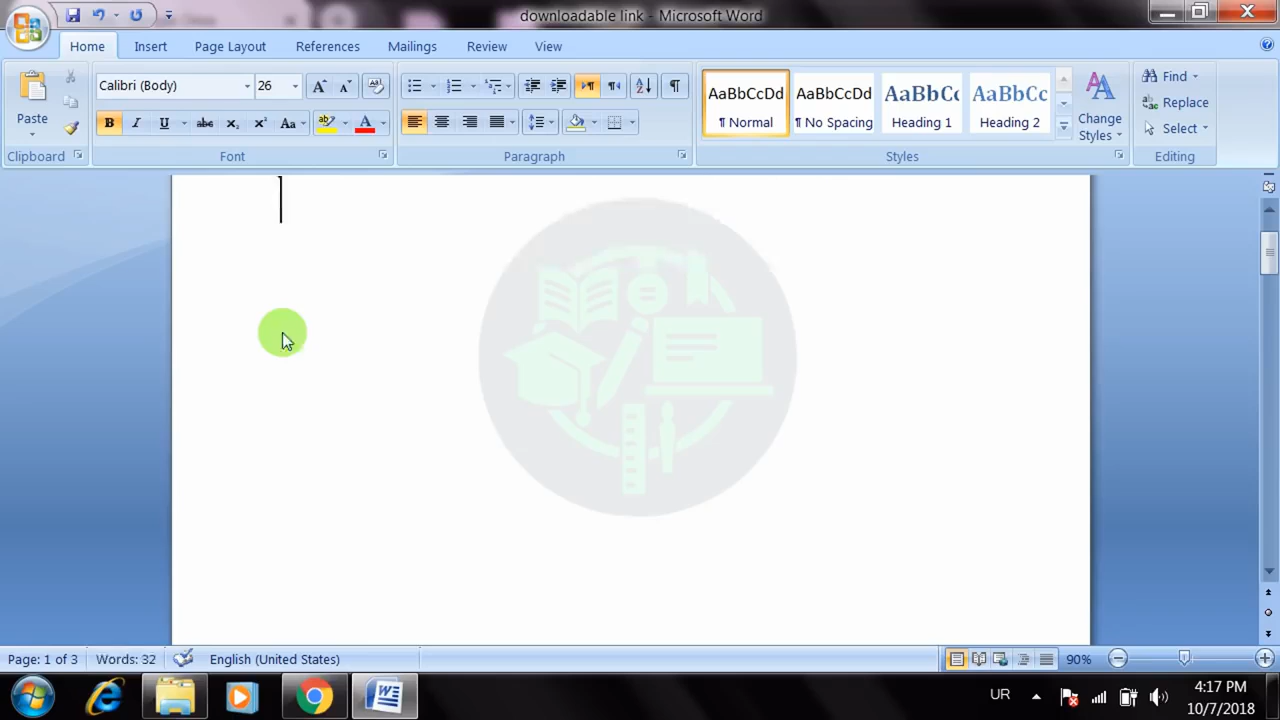 downloadable link - Microsoft Word
Home Insert Page Layout References Mailings Review View
Paste
Calibri (Body) 26
Aa
AaBbCcDd AaBbCcDd AaBbCc AaBbCc
¶ Normal ¶ No Spacing Heading 1 Heading 2
Change Styles
Find
Replace
Select
Clipboard Font Paragraph Styles Editing
Page: 1 of 3 Words: 32 English (United States) 90%
UR
4:17 PM
10/7/2018